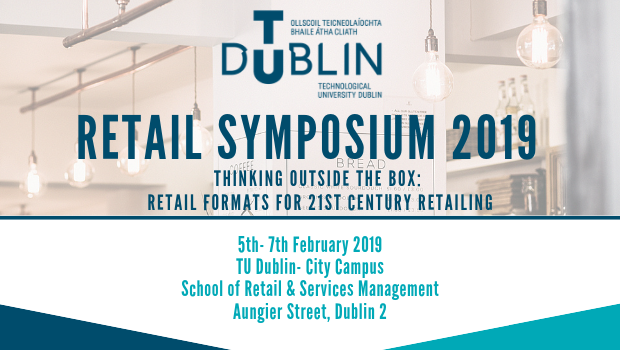 OLLSCOIL TEICNEOLAÍOCHTA
BHAILE ÁTHA CLIATH
TU DUBLIN
TECHNOLOGICAL
UNIVERSITY DUBLIN
RETAIL SYMPOSIUM 2019
BREAD
THINKING OUTSIDE THE BOX:
RETAIL FORMATS FOR 21ST CENTURY RETAILING
5th- 7th February 2019
TU Dublin- City Campus
School of Retail & Services Management
Aungier Street, Dublin 2